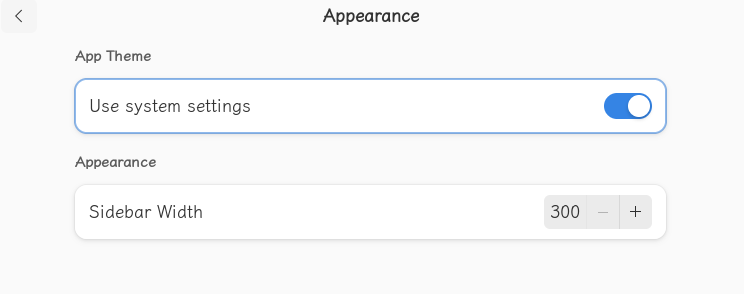 Appearance
App Theme
Use system settings
Appearance
Sidebar Width 300 − +